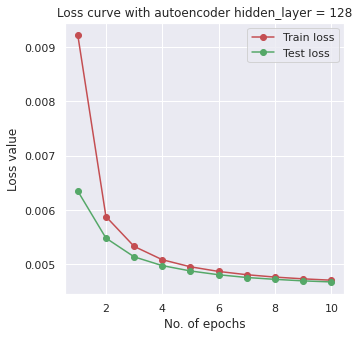 Loss curve with autoencoder hidden_layer = 128
Train loss
Test loss
Loss value
0.009
0.008
0.007
0.006
0.005
2 4 6 8 10
No. of epochs